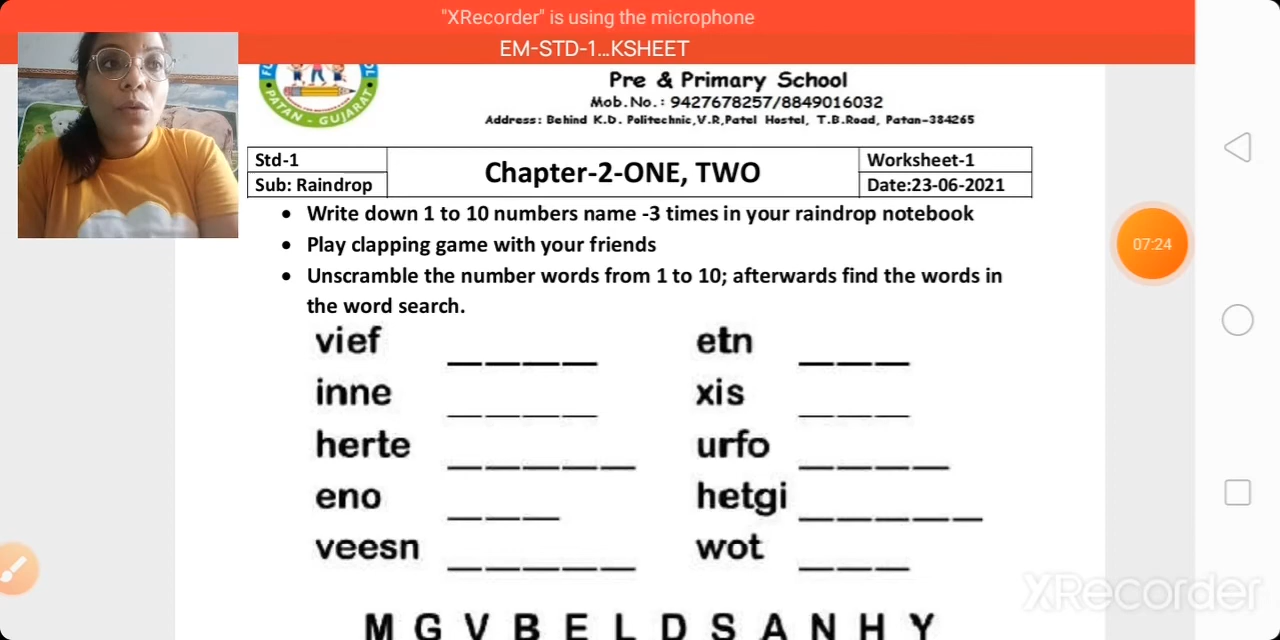 "XRecorder" is using the microphone
EM-STD-1...KSHEET
PATAN - GUJARAT
Pre & Primary School
Mob.No.: 9427678257/8849016032
Address: Behind K.D. Politechnic,V.R,Patel Hostel, T.B.Road, Patan-384265
Std-1
Sub: Raindrop
Chapter-2-ONE, TWO
Worksheet-1
Date:23-06-2021
• Write down 1 to 10 numbers name -3 times in your raindrop notebook
• Play clapping game with your friends
• Unscramble the number words from 1 to 10; afterwards find the words in
the word search.
vief _ _ _ _ etn _ _ _
inne _ _ _ _ xis _ _ _
herte _ _ _ _ _ urfo _ _ _ _
eno _ _ _ hetgi _ _ _ _ _
veesn _ _ _ _ _ wot _ _ _
M G V B E L D S A N H Y
07:24
XRecorder